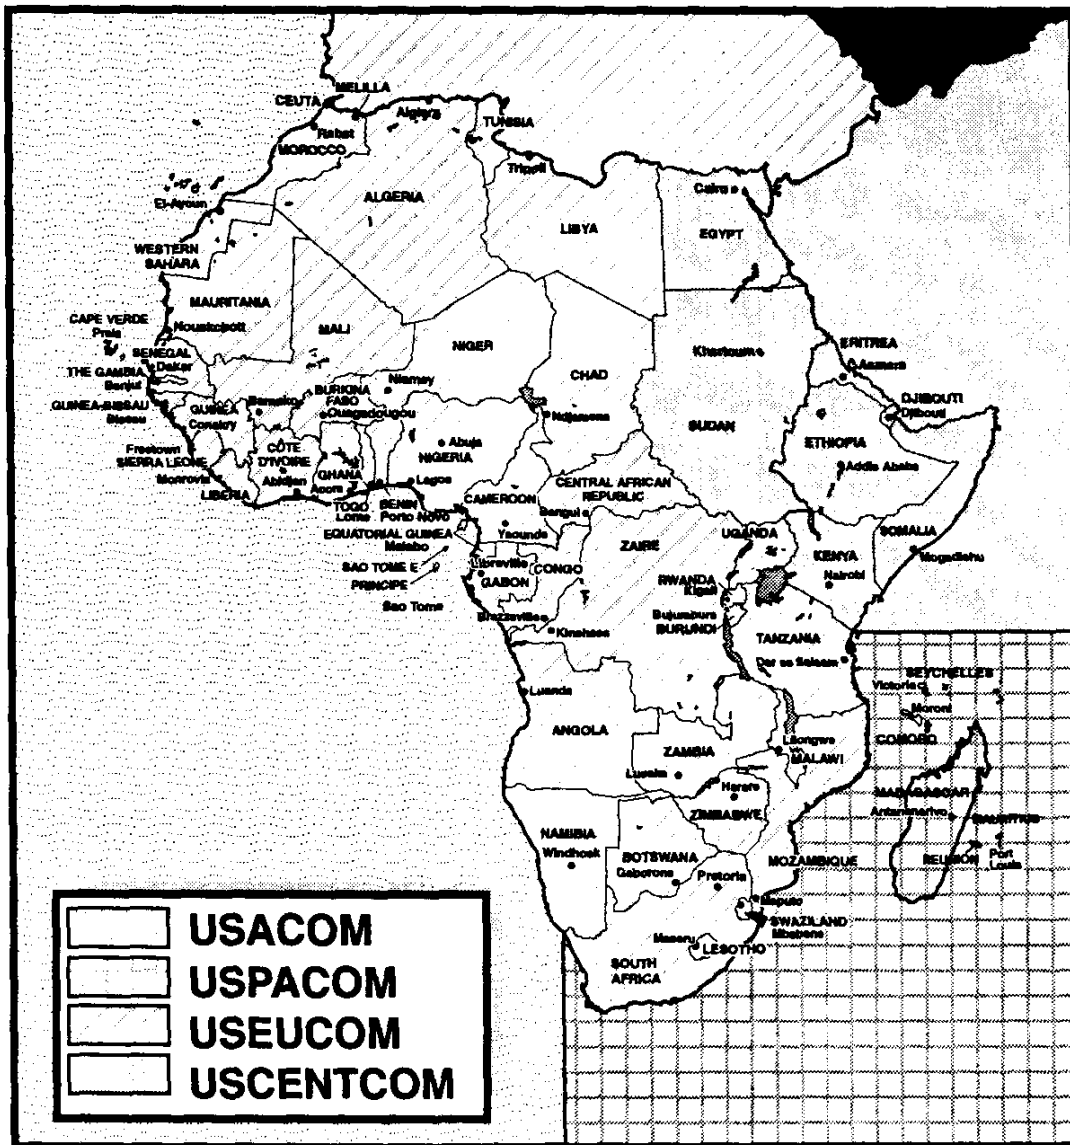 MELILLA
CEUTA
Algiers
TUNISIA
Rabat
MOROCCO
Tripoli
Cairo
El-Ayoun
ALGERIA
LIBYA
EGYPT
WESTERN
SAHARA
MAURITANIA
CAPE VERDE
Praia
Nouakchott
MALI
NIGER
CHAD
Khartoum
ERITREA
Asmara
SENEGAL
Dakar
THE GAMBIA
Banjul
BURKINA
FASO
Niamey
Ouagadougou
DJIBOUTI
Djibouti
GUINEA-BISSAU
Bissau
GUINEA
Bamako
Conakry
Ndjamena
SUDAN
ETHIOPIA
Abuja
NIGERIA
Freetown
SIERRA LEONE
CÔTE
D'IVOIRE
Addis Ababa
Monrovia
Abidjan
GHANA
Accra
Lagos
CENTRAL AFRICAN
REPUBLIC
LIBERIA
TOGO
Lome
BENIN
Porto-Novo
CAMEROON
Bangui
EQUATORIAL GUINEA
Malabo
Yaounde
UGANDA
SOMALIA
ZAIRE
KENYA
Mogadishu
SAO TOME E
PRINCIPE
Libreville
GABON
CONGO
Nairobi
RWANDA
Kigali
Sao Tome
Brazzaville
Kinshasa
Bujumbura
BURUNDI
TANZANIA
Dar es Salaam
SEYCHELLES
Victoria
Luanda
Moroni
ANGOLA
COMORO
Lilongwe
ZAMBIA
MALAWI
Lusaka
Harare
MADAGASCAR
ZIMBABWE
Antananarivo
MAURITIUS
NAMIBIA
Windhoek
BOTSWANA
Gaborone
MOZAMBIQUE
REUNION
Port
Louis
Pretoria
Maputo
SWAZILAND
Mbabane
Maseru
LESOTHO
SOUTH
AFRICA
USACOM
USPACOM
USEUCOM
USCENTCOM